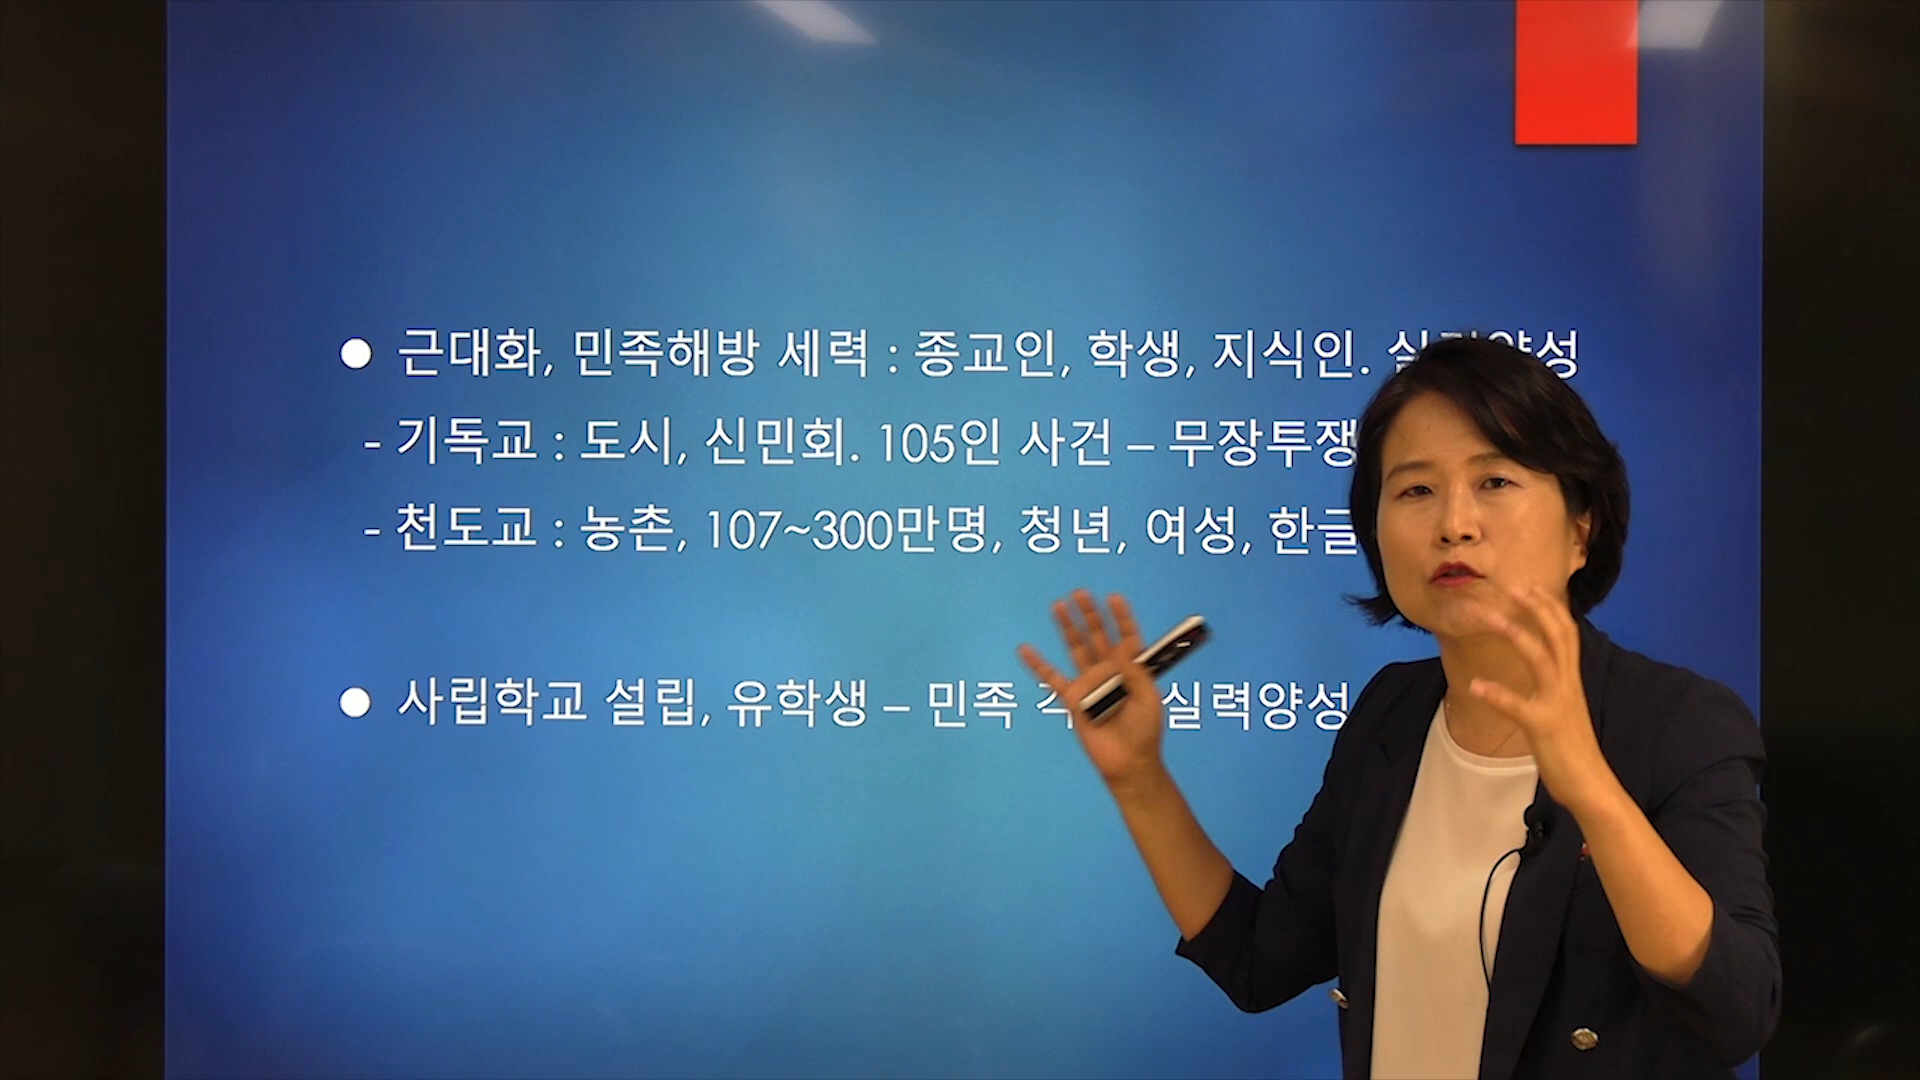 ● 근대화, 민족해방 세력 : 종교인, 학생, 지식인.
- 기독교 : 도시, 신민회. 105인 사건 – 무장투쟁
- 천도교 : 농촌, 107~300만명, 청년, 여성, 한글
● 사립학교 설립, 유학생 – 민족 실력양성